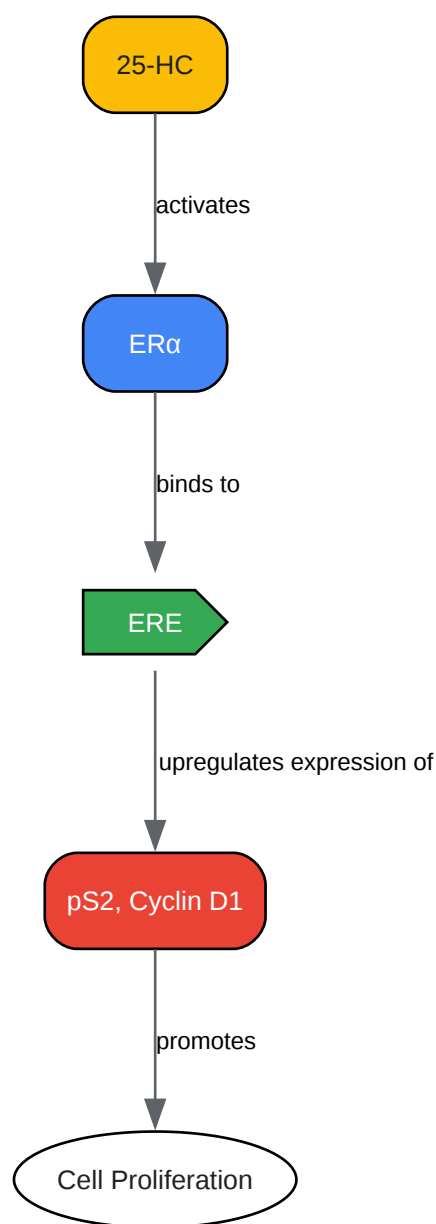 25-HC
activates
ERα
binds to
ERE
upregulates expression of
pS2, Cyclin D1
promotes
Cell Proliferation